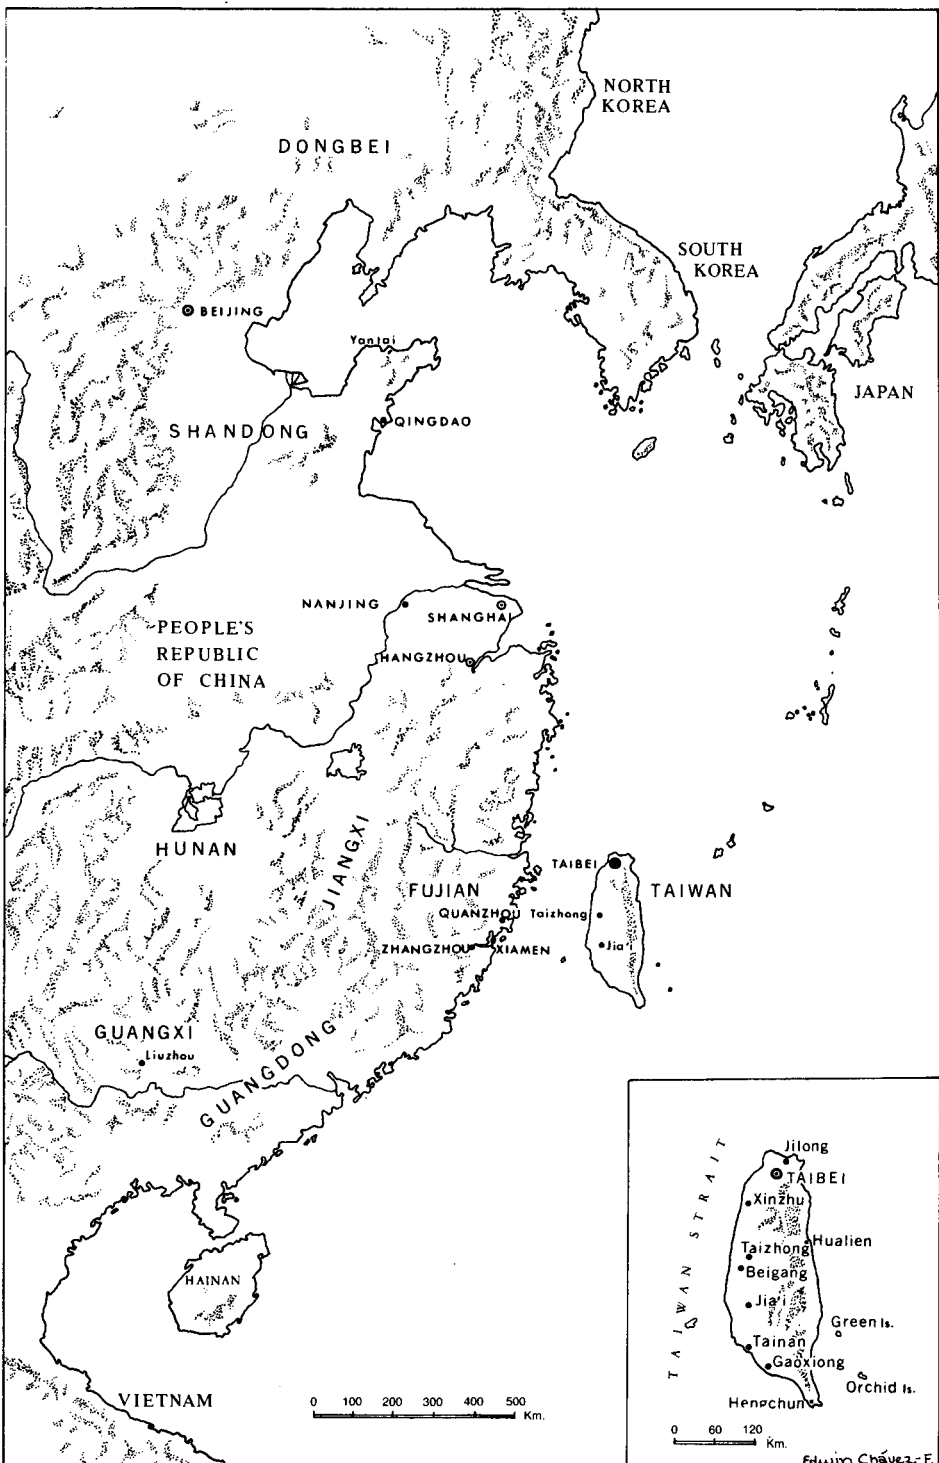 NORTH
KOREA
DONGBEI
SOUTH
KOREA
BEIJING
Yantai
JAPAN
QINGDAO
SHANDONG
NANJING
SHANGHAI
PEOPLE'S
REPUBLIC
OF CHINA
HANGZHOU
HUNAN
JIANGXI
FUJIAN
TAIBEI
TAIWAN
QUANZHOU
Taizhong
Jia'i
ZHANGZHOU
XIAMEN
GUANGXI
Liuzhou
GUANGDONG
HAINAN
VIETNAM
0 100 200 300 400 500
Km.
TAIWAN STRAIT
Jilong
TAIBEI
Xinzhu
Hualien
Taizhong
Beigang
Jia'i
Green Is.
Tainan
Gaoxiong
Orchid Is.
Hengchun
0 60 120
Km.
Edwin Chávez-F.